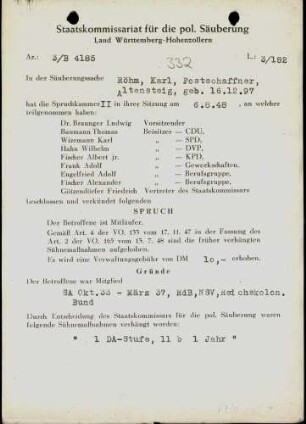 Staatskommissariat für die pol. Säuberung
Land Württemberg-Hohenzollern
Nr.: 3/B 4185
L: 3/182
332
In der Säuberungssache Röhm, Karl, Postschaffner,
Altensteig, geb. 16.12.97
hat die Spruchkammer II in ihrer Sitzung am 6.8.48 , an welcher
teilgenommen haben:
Dr. Braunger Ludwig Vorsitzender
Baumann Thomas Beisitzer — CDU,
Wizemann Karl „ — SPD,
Hahn Wilhelm „ — DVP,
Fischer Albert jr. „ — KPD,
Frank Adolf „ — Gewerkschaften,
Engelfried Adolf „ — Berufsgruppe,
Fischer Alexander „ — Berufsgruppe,
Götzendörfer Friedrich Vertreter des Staatskommissars
beschlossen und verkündet folgenden
SPRUCH
Der Betroffene ist Mitläufer.
Gemäß Art. 4 der VO. 133 vom 17. 11. 47 in der Fassung des
Art. 2 der VO. 165 vom 15. 7. 48 sind die früher verhängten
Sühnemaßnahmen aufgehoben.
Es wird eine Verwaltungsgebühr von DM 10,- erhoben.
Gründe
Der Betroffene war Mitglied
SA Okt.33 - März 37, RdB,NSV,Reichskolon.
Bund
Durch Entscheidung des Staatskommissars für die pol. Säuberung waren
folgende Sühnemaßnahmen verhängt worden:
" 1 DA-Stufe, 11 b 1 Jahr "